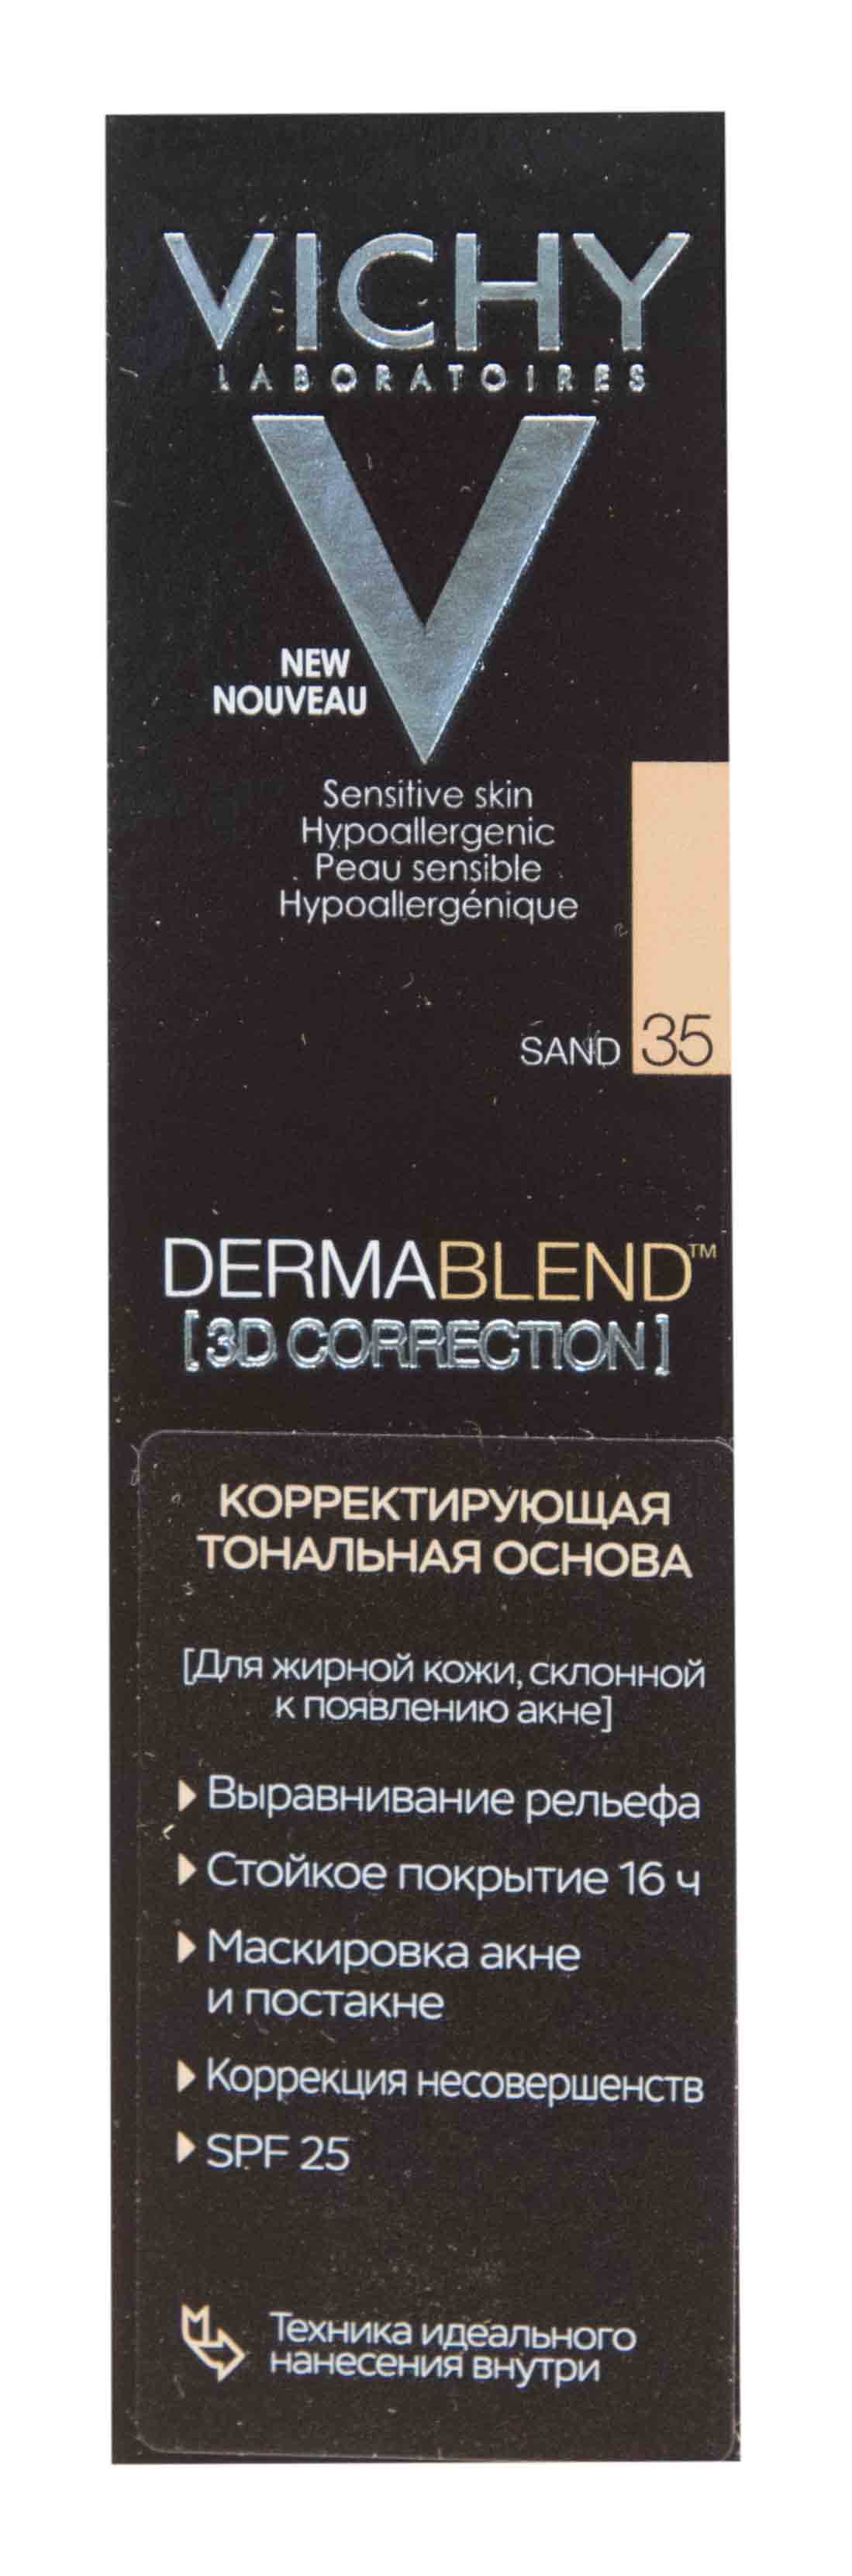 VICHY
LABORATOIRES
V
NEW
NOUVEAU
Sensitive skin
Hypoallergenic
Peau sensible
Hypoallergénique
SAND 35
DERMABLEND™
[3D CORRECTION]
КОРРЕКТИРУЮЩАЯ
ТОНАЛЬНАЯ ОСНОВА
[Для жирной кожи, склонной
к появлению акне]
Выравнивание рельефа
Стойкое покрытие 16 ч
Маскировка акне
и постакне
Коррекция несовершенств
SPF 25
Техника идеального
нанесения внутри